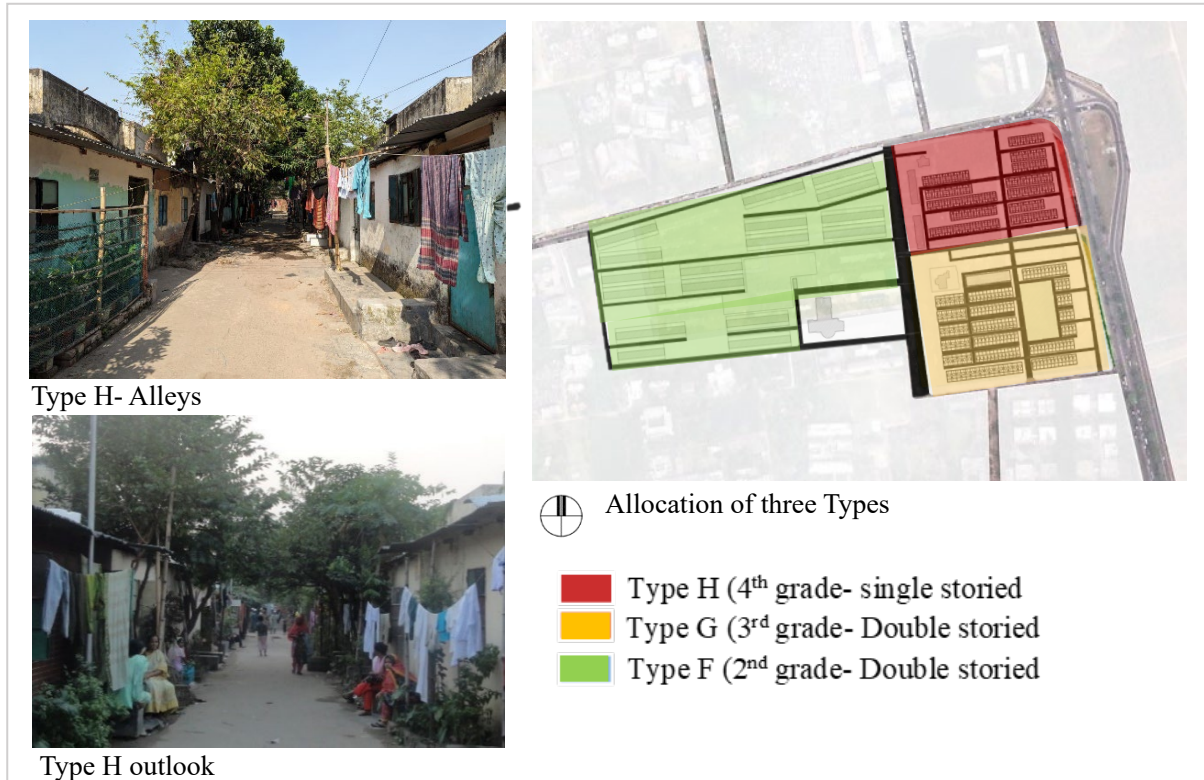 Type H- Alleys
Type H outlook
Allocation of three Types
Type H (4th grade- single storied
Type G (3rd grade- Double storied
Type F (2nd grade- Double storied